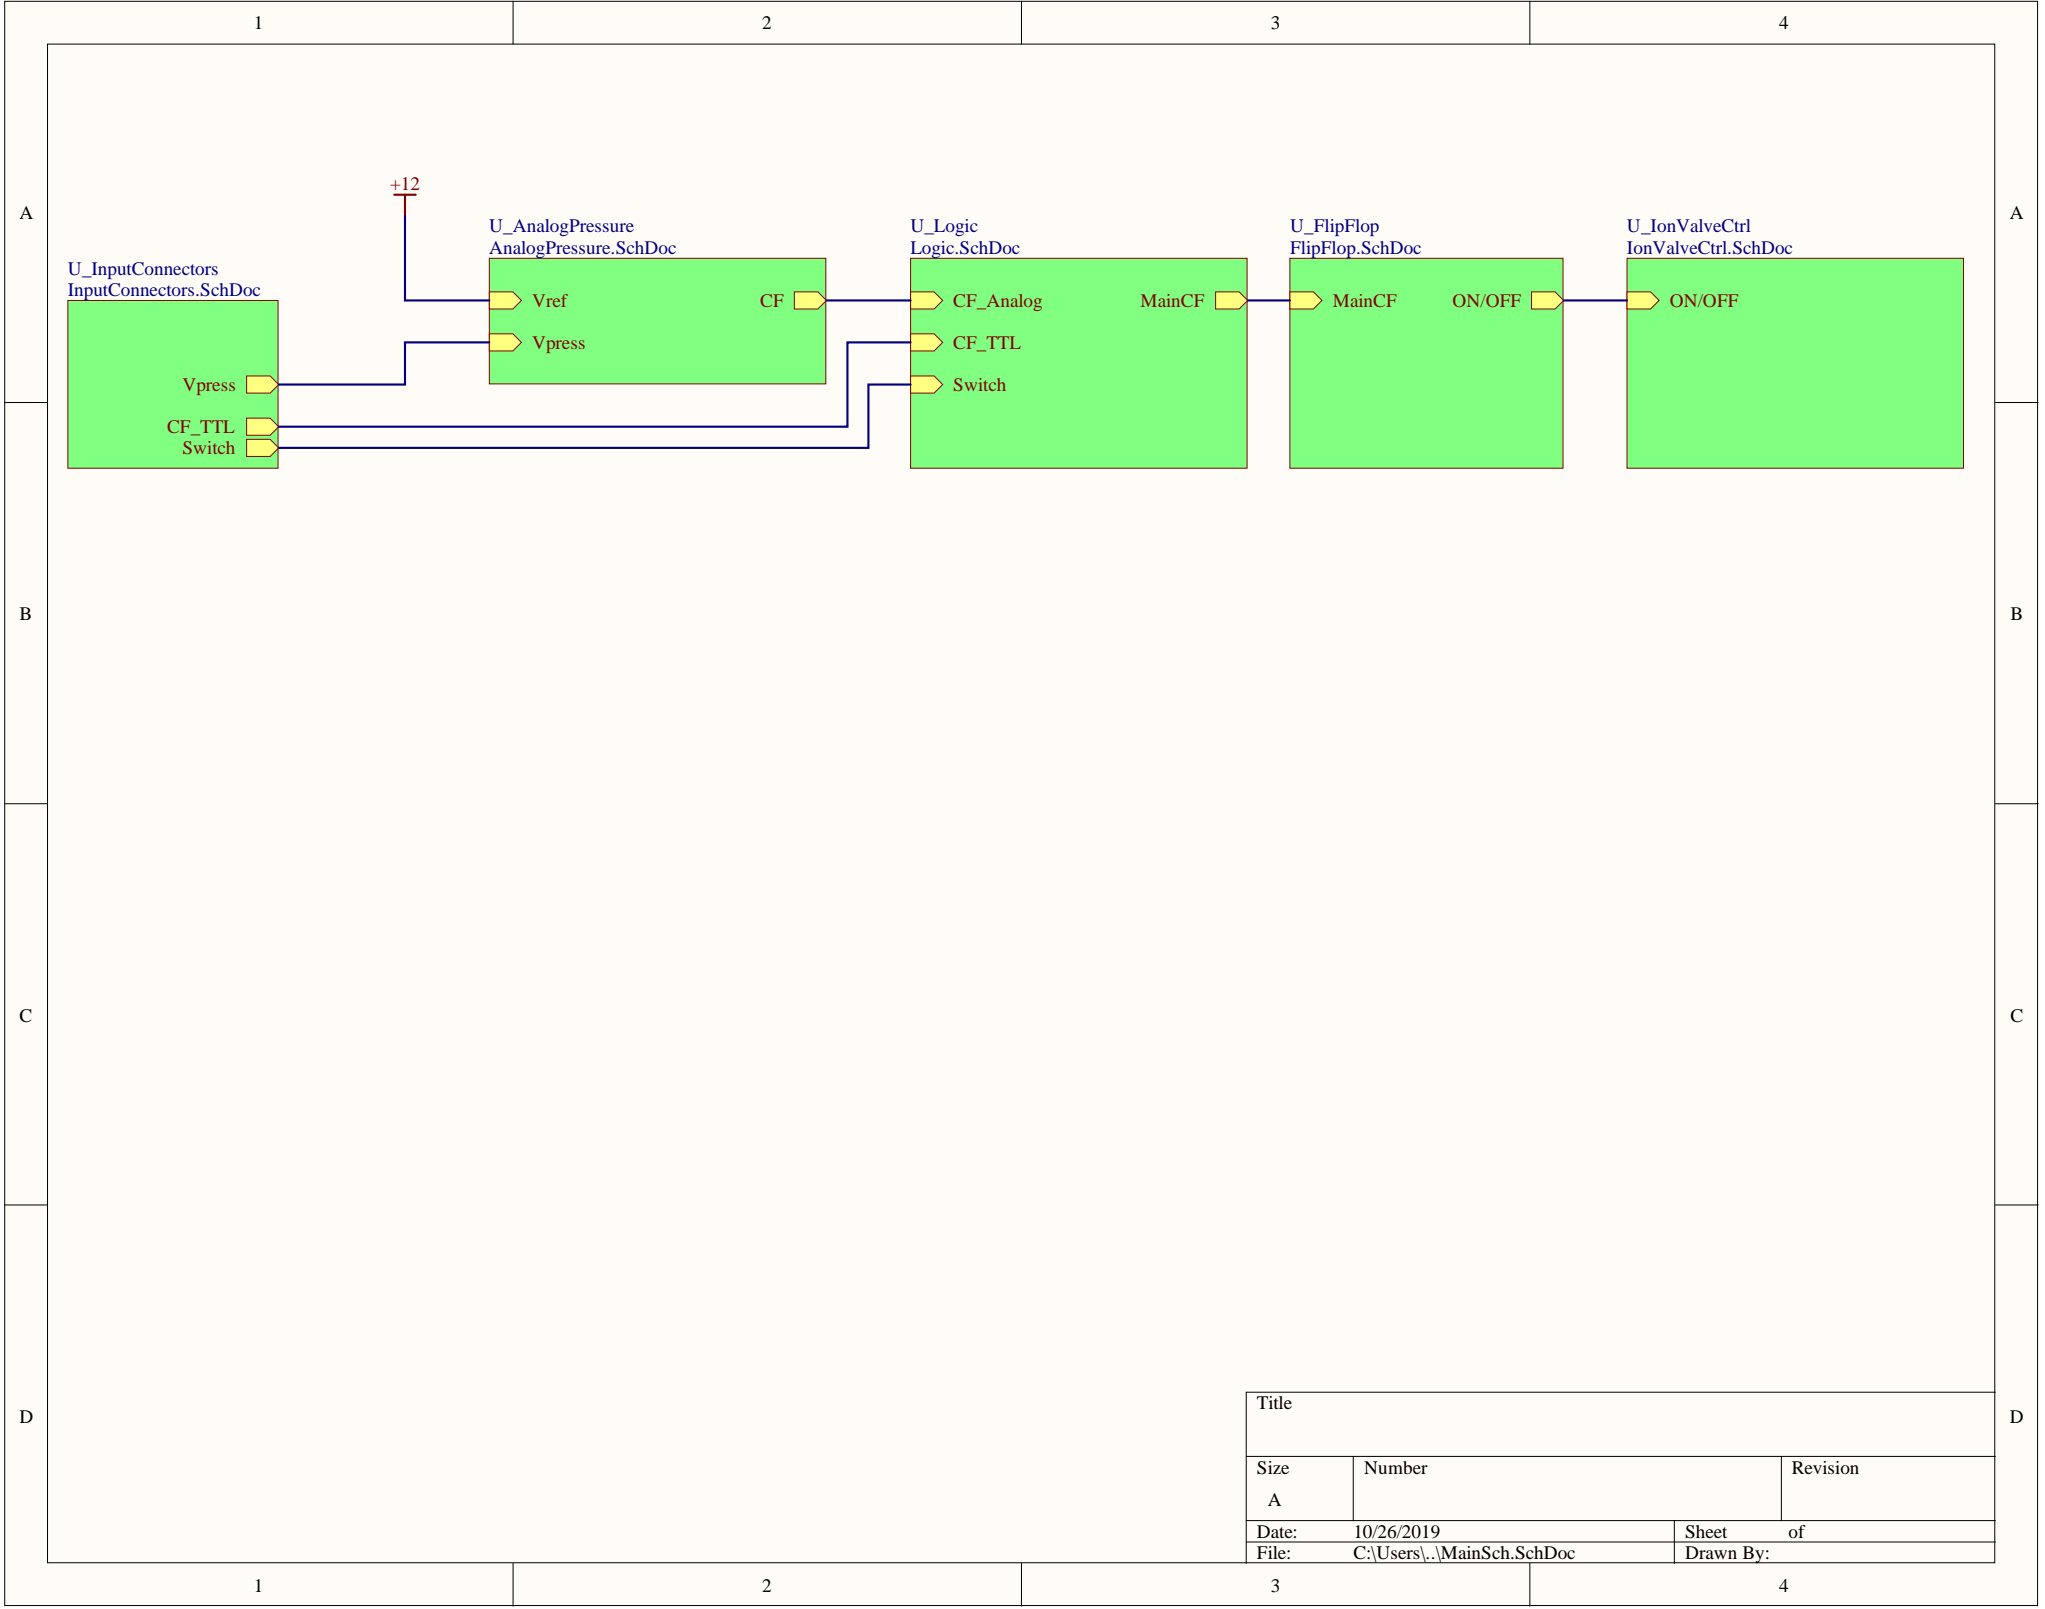 1 2 3 4
+12
A A
U_InputConnectors
InputConnectors.SchDoc
Vpress
CF_TTL
Switch
U_AnalogPressure
AnalogPressure.SchDoc
Vref CF
Vpress
U_Logic
Logic.SchDoc
CF_Analog MainCF
CF_TTL
Switch
U_FlipFlop
FlipFlop.SchDoc
MainCF ON/OFF
U_IonValveCtrl
IonValveCtrl.SchDoc
ON/OFF
B B
C C
D D
Title
Size Number Revision
A
Date: 10/26/2019 Sheet of
File: C:\Users\..\MainSch.SchDoc Drawn By:
1 2 3 4